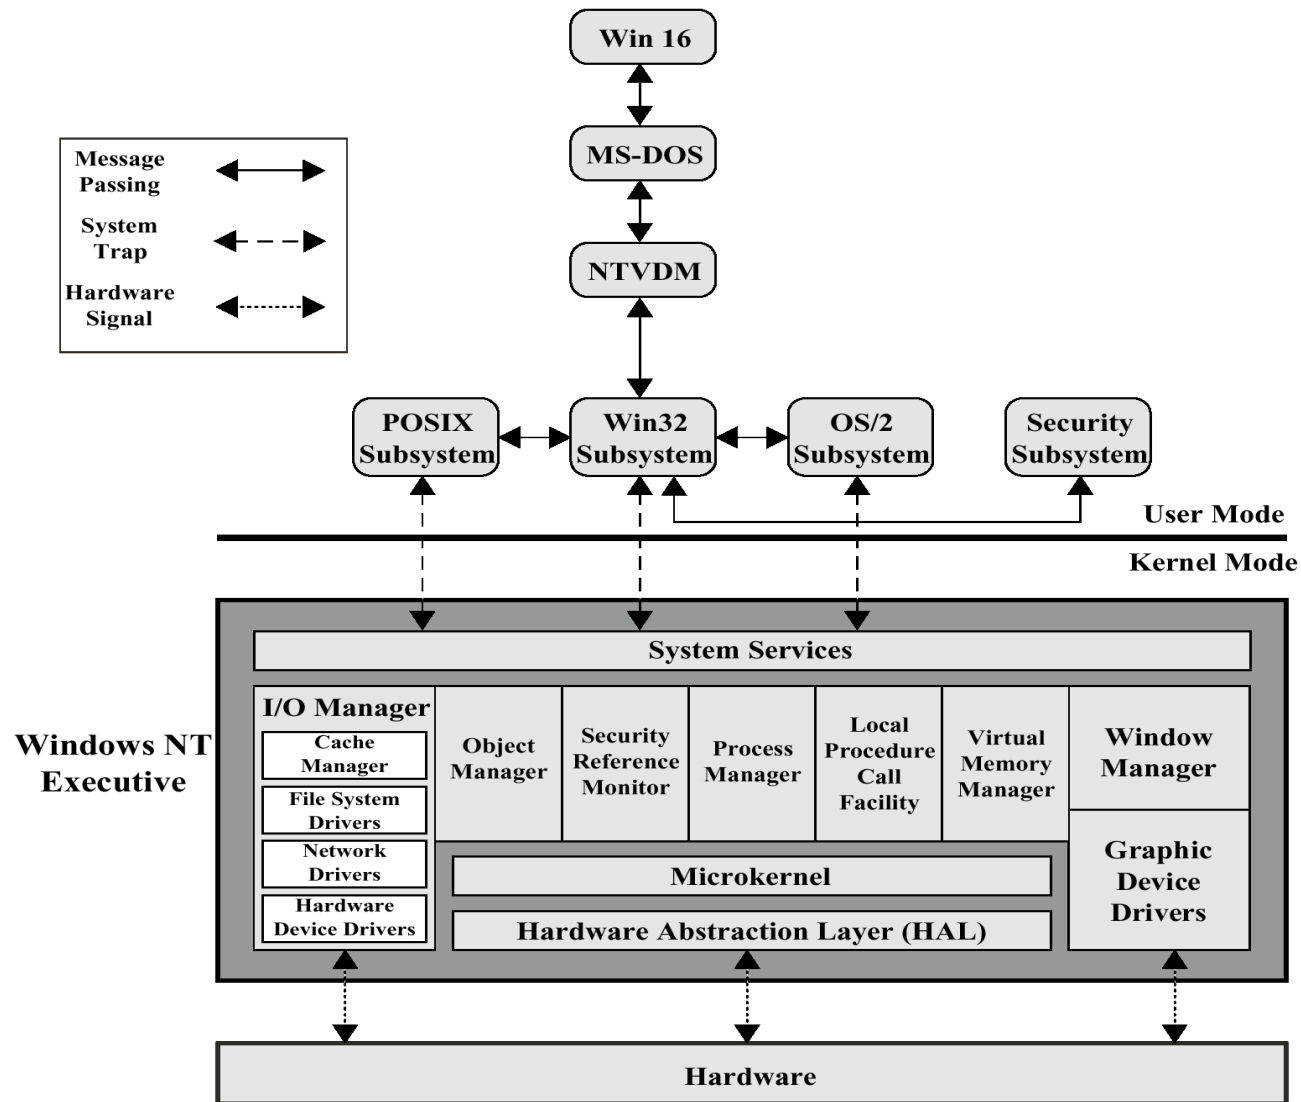 Win 16
MS-DOS
NTVDM
Message
Passing
System
Trap
Hardware
Signal
POSIX
Subsystem
Win32
Subsystem
OS/2
Subsystem
Security
Subsystem
User Mode
Kernel Mode
Windows NT
Executive
System Services
I/O Manager
Cache
Manager
File System
Drivers
Network
Drivers
Hardware
Device Drivers
Object
Manager
Security
Reference
Monitor
Process
Manager
Local
Procedure
Call
Facility
Virtual
Memory
Manager
Window
Manager
Graphic
Device
Drivers
Microkernel
Hardware Abstraction Layer (HAL)
Hardware